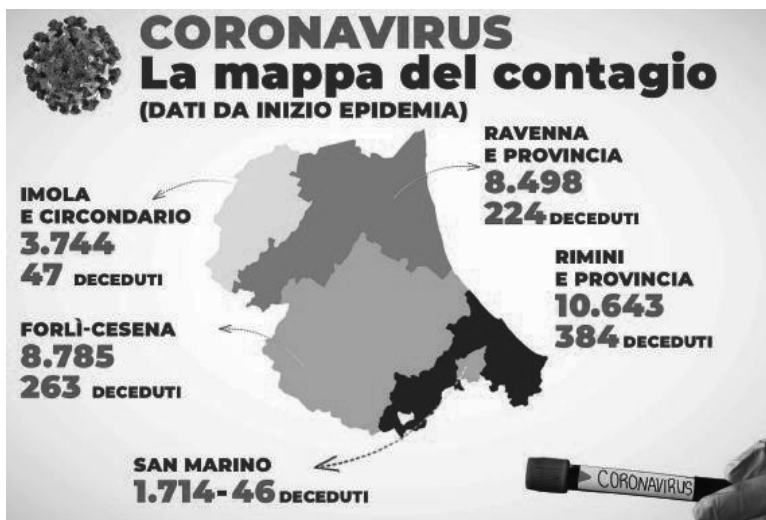 CORONAVIRUS
La mappa del contagio
(DATI DA INIZIO EPIDEMIA)
RAVENNA
E PROVINCIA
8.498
224 DECEDUTI
IMOLA
E CIRCONDARIO
3.744
47 DECEDUTI
RIMINI
E PROVINCIA
10.643
384 DECEDUTI
FORLÌ-CESENA
8.785
263 DECEDUTI
SAN MARINO
1.714- 46 DECEDUTI
CORONAVIRUS